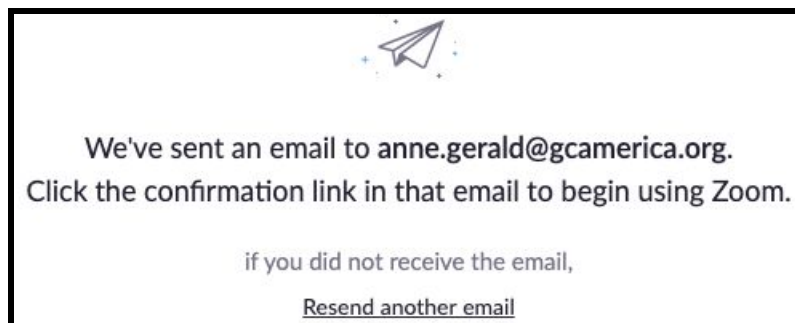 We've sent an email to anne.gerald@gcamerica.org.
Click the confirmation link in that email to begin using Zoom.
if you did not receive the email,
Resend another email